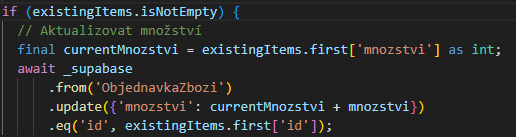 if (existingItems.isNotEmpty) {
// Aktualizovat množství
final currentMnozstvi = existingItems.first['mnozstvi'] as int;
await _supabase
.from('ObjednavkaZbozi')
.update({'mnozstvi': currentMnozstvi + mnozstvi})
.eq('id', existingItems.first['id']);